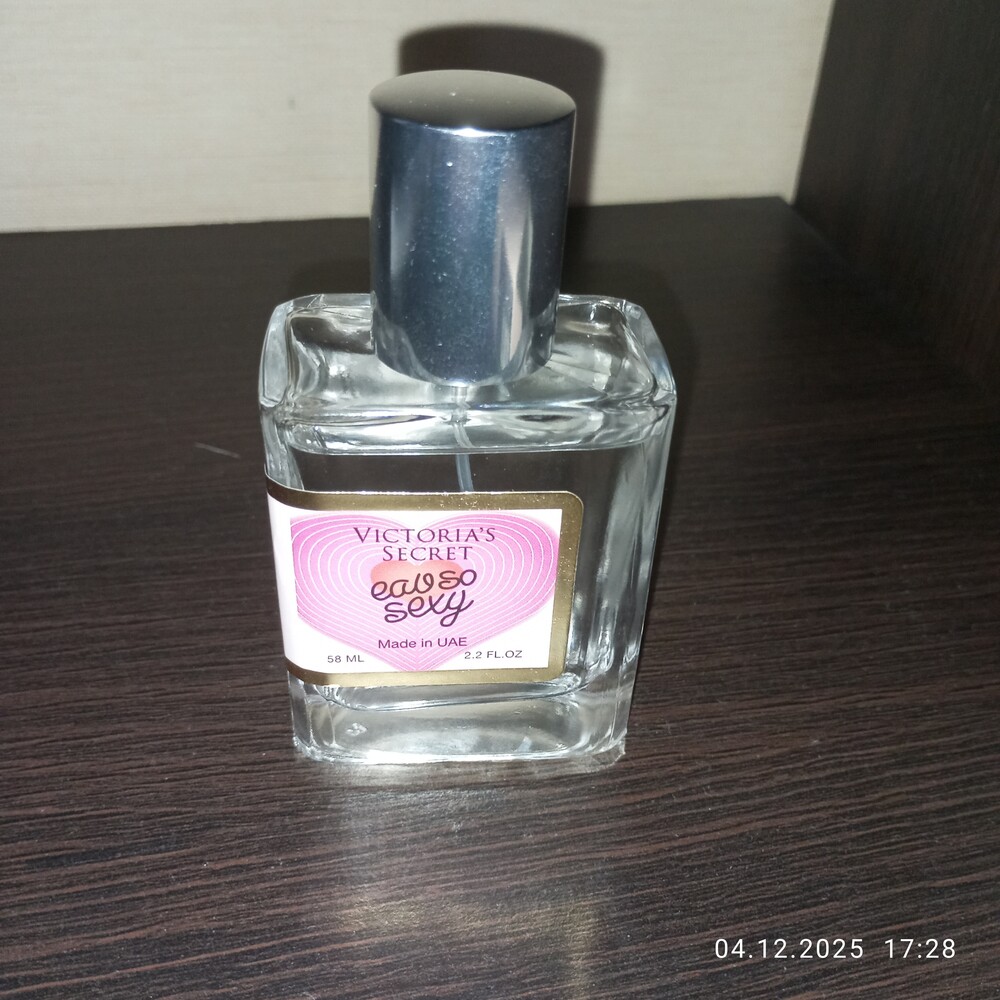 VICTORIA'S
SECRET
eau so
sexy
Made in UAE
58 ML 2.2 FL.OZ
04.12.2025 17:28